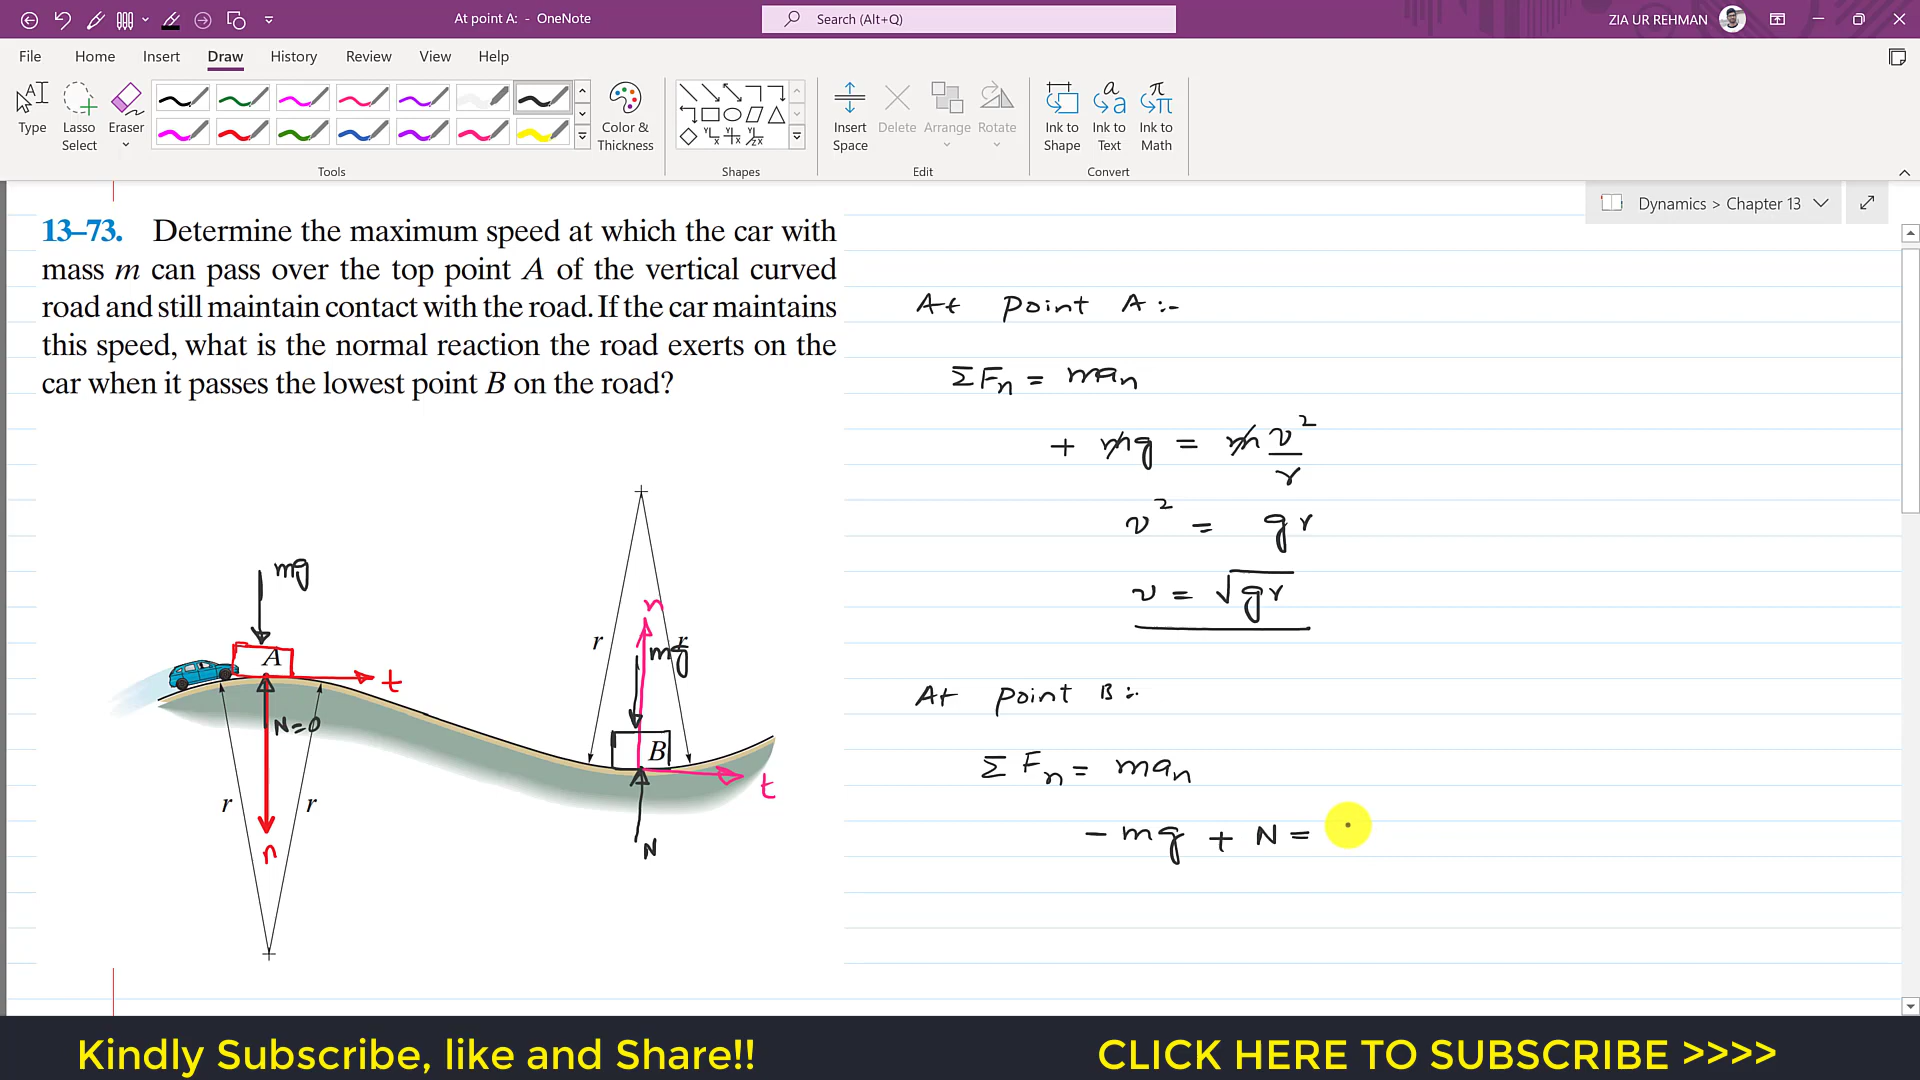 At point A: - OneNote
Search (Alt+Q)
ZIA UR REHMAN
File Home Insert Draw History Review View Help
Type
Lasso Select
Eraser
Color & Thickness
Insert Space
Delete
Arrange
Rotate
Ink to Shape
Ink to Text
Ink to Math
Tools
Shapes
Edit
Convert
Dynamics > Chapter 13
13–73. Determine the maximum speed at which the car with
mass m can pass over the top point A of the vertical curved
road and still maintain contact with the road. If the car maintains
this speed, what is the normal reaction the road exerts on the
car when it passes the lowest point B on the road?
mg
A
t
N=0
r
r
n
r
r
n
mg
B
t
N
At point A :-
ΣFn = man
+ mg = m v²/r
v² = gr
v = √gr
At point B :-
ΣFn = man
- mg + N =
Kindly Subscribe, like and Share!!
CLICK HERE TO SUBSCRIBE >>>>